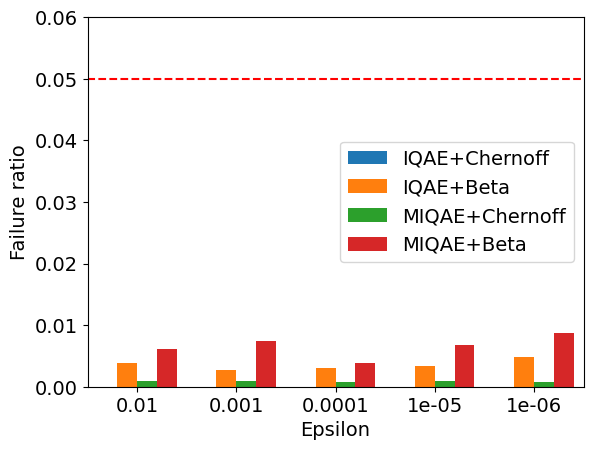 0.06
0.05
0.04
0.03
0.02
0.01
0.00
Failure ratio
IQAE+Chernoff
IQAE+Beta
MIQAE+Chernoff
MIQAE+Beta
0.01 0.001 0.0001 1e-05 1e-06
Epsilon